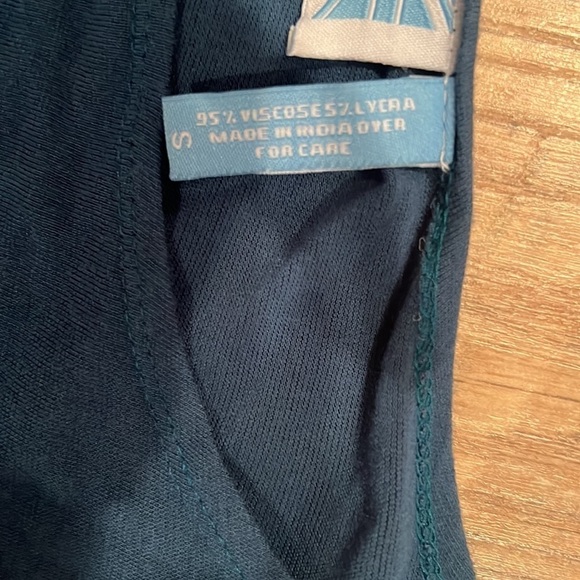 95% VISCOSE 5% LYCRA
MADE IN INDIA OVER
FOR CARE
S